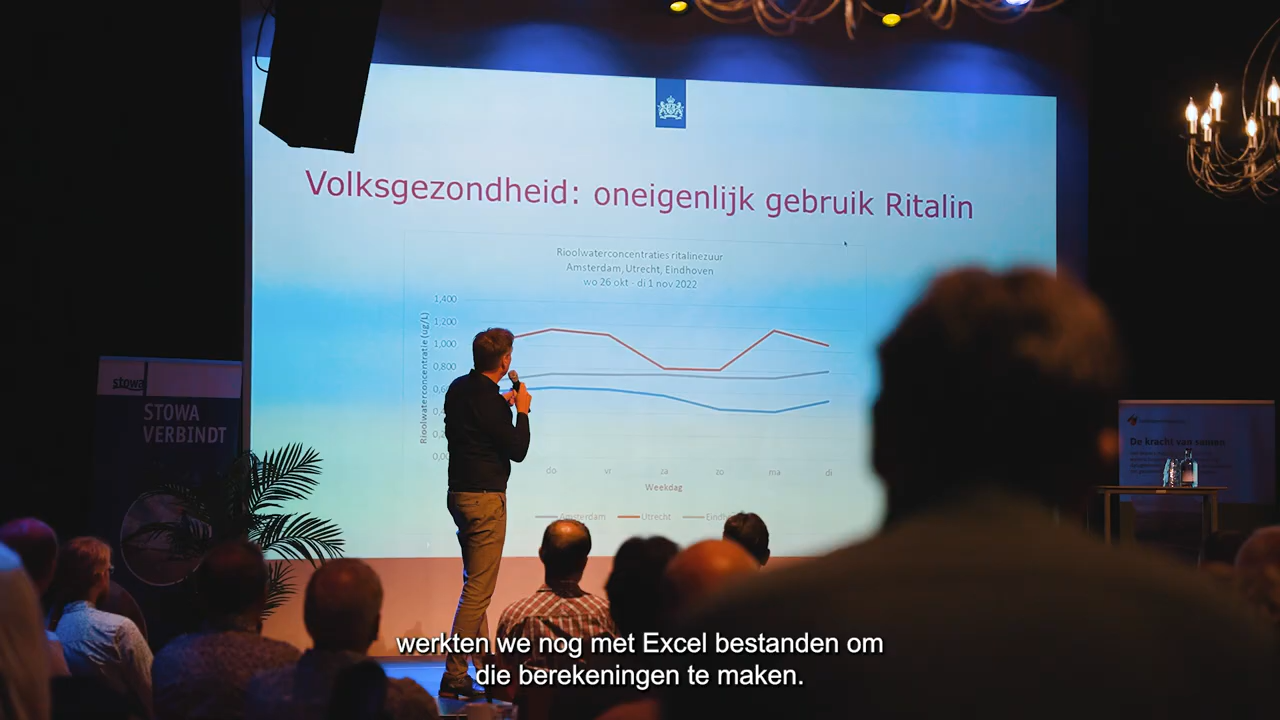 Volksgezondheid: oneigenlijk gebruik Ritalin
Rioolwaterconcentraties ritalinezuur
Amsterdam, Utrecht, Eindhoven
wo 26 okt - di 1 nov 2022
1,400
1,200
1,000
0,800
Rioolwaterconcentratie (ug/L)
do vr za zo ma di
Weekdag
Amsterdam Utrecht
stowa
STOWA
VERBINDT
De kracht van samen
werkten we nog met Excel bestanden om
die berekeningen te maken.